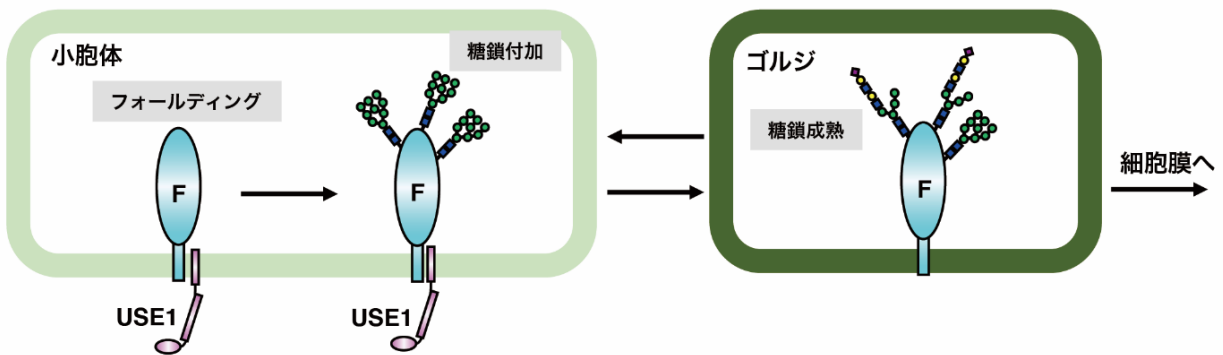 小胞体
糖鎖付加
フォールディング
F
F
USE1
USE1
ゴルジ
糖鎖成熟
F
細胞膜へ